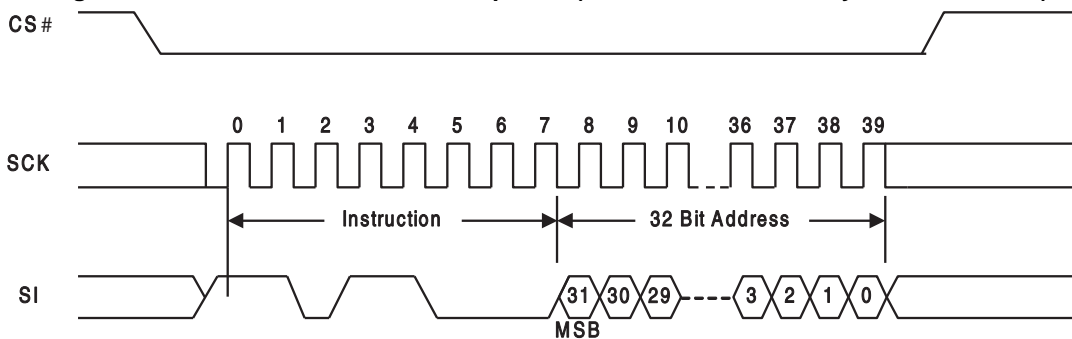 CS#
0 1 2 3 4 5 6 7 8 9 10 36 37 38 39
SCK
Instruction 32 Bit Address
SI 31 30 29 3 2 1 0
MSB